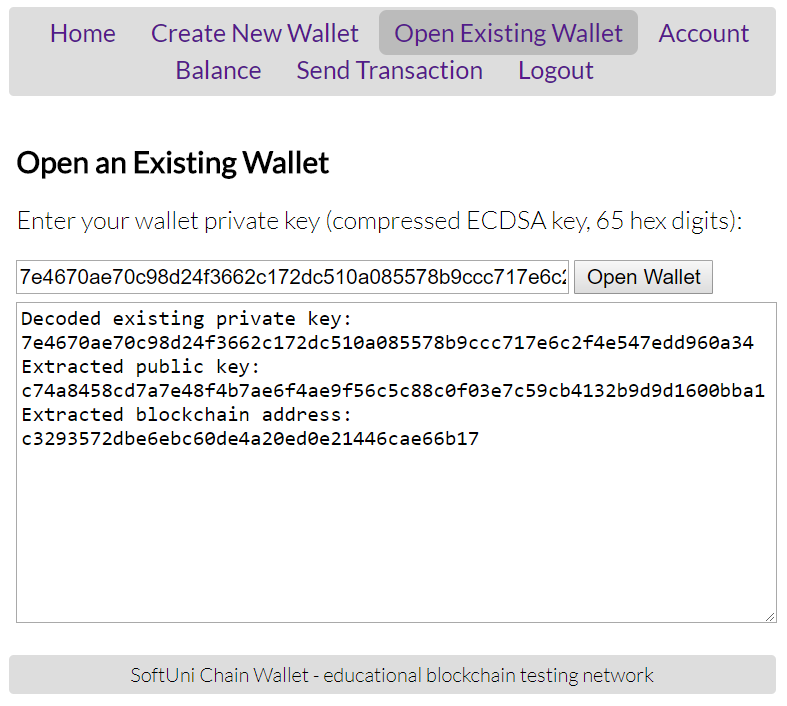 Home Create New Wallet Open Existing Wallet Account
Balance Send Transaction Logout
Open an Existing Wallet
Enter your wallet private key (compressed ECDSA key, 65 hex digits):
7e4670ae70c98d24f3662c172dc510a085578b9ccc717e6c2 Open Wallet
Decoded existing private key:
7e4670ae70c98d24f3662c172dc510a085578b9ccc717e6c2f4e547edd960a34
Extracted public key:
c74a8458cd7a7e48f4b7ae6f4ae9f56c5c88c0f03e7c59cb4132b9d9d1600bba1
Extracted blockchain address:
c3293572dbe6ebc60de4a20ed0e21446cae66b17
SoftUni Chain Wallet - educational blockchain testing network